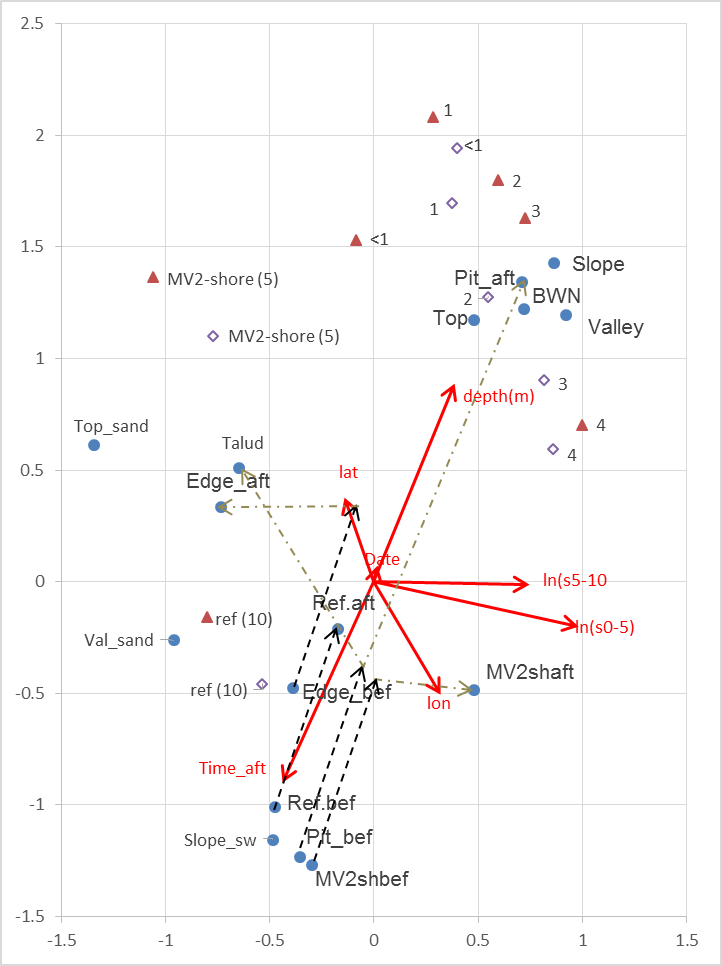 2.5
2
1.5
1
0.5
0
-0.5
-1
-1.5
-1.5
-1
-0.5
0
0.5
1
1.5
1
<1
2
1
3
<1
Slope
MV2-shore (5)
Pit_aft
2
BWN
Top
Valley
MV2-shore (5)
3
depth(m)
4
Top_sand
Talud
4
lat
Edge_aft
Date
ln(s5-10
Ref.aft
ref (10)
ln(s0-5)
Val_sand
MV2shaft
ref (10)
Edge_bef
lon
Time_aft
Ref.bef
Slope_sw
Pit_bef
MV2shbef